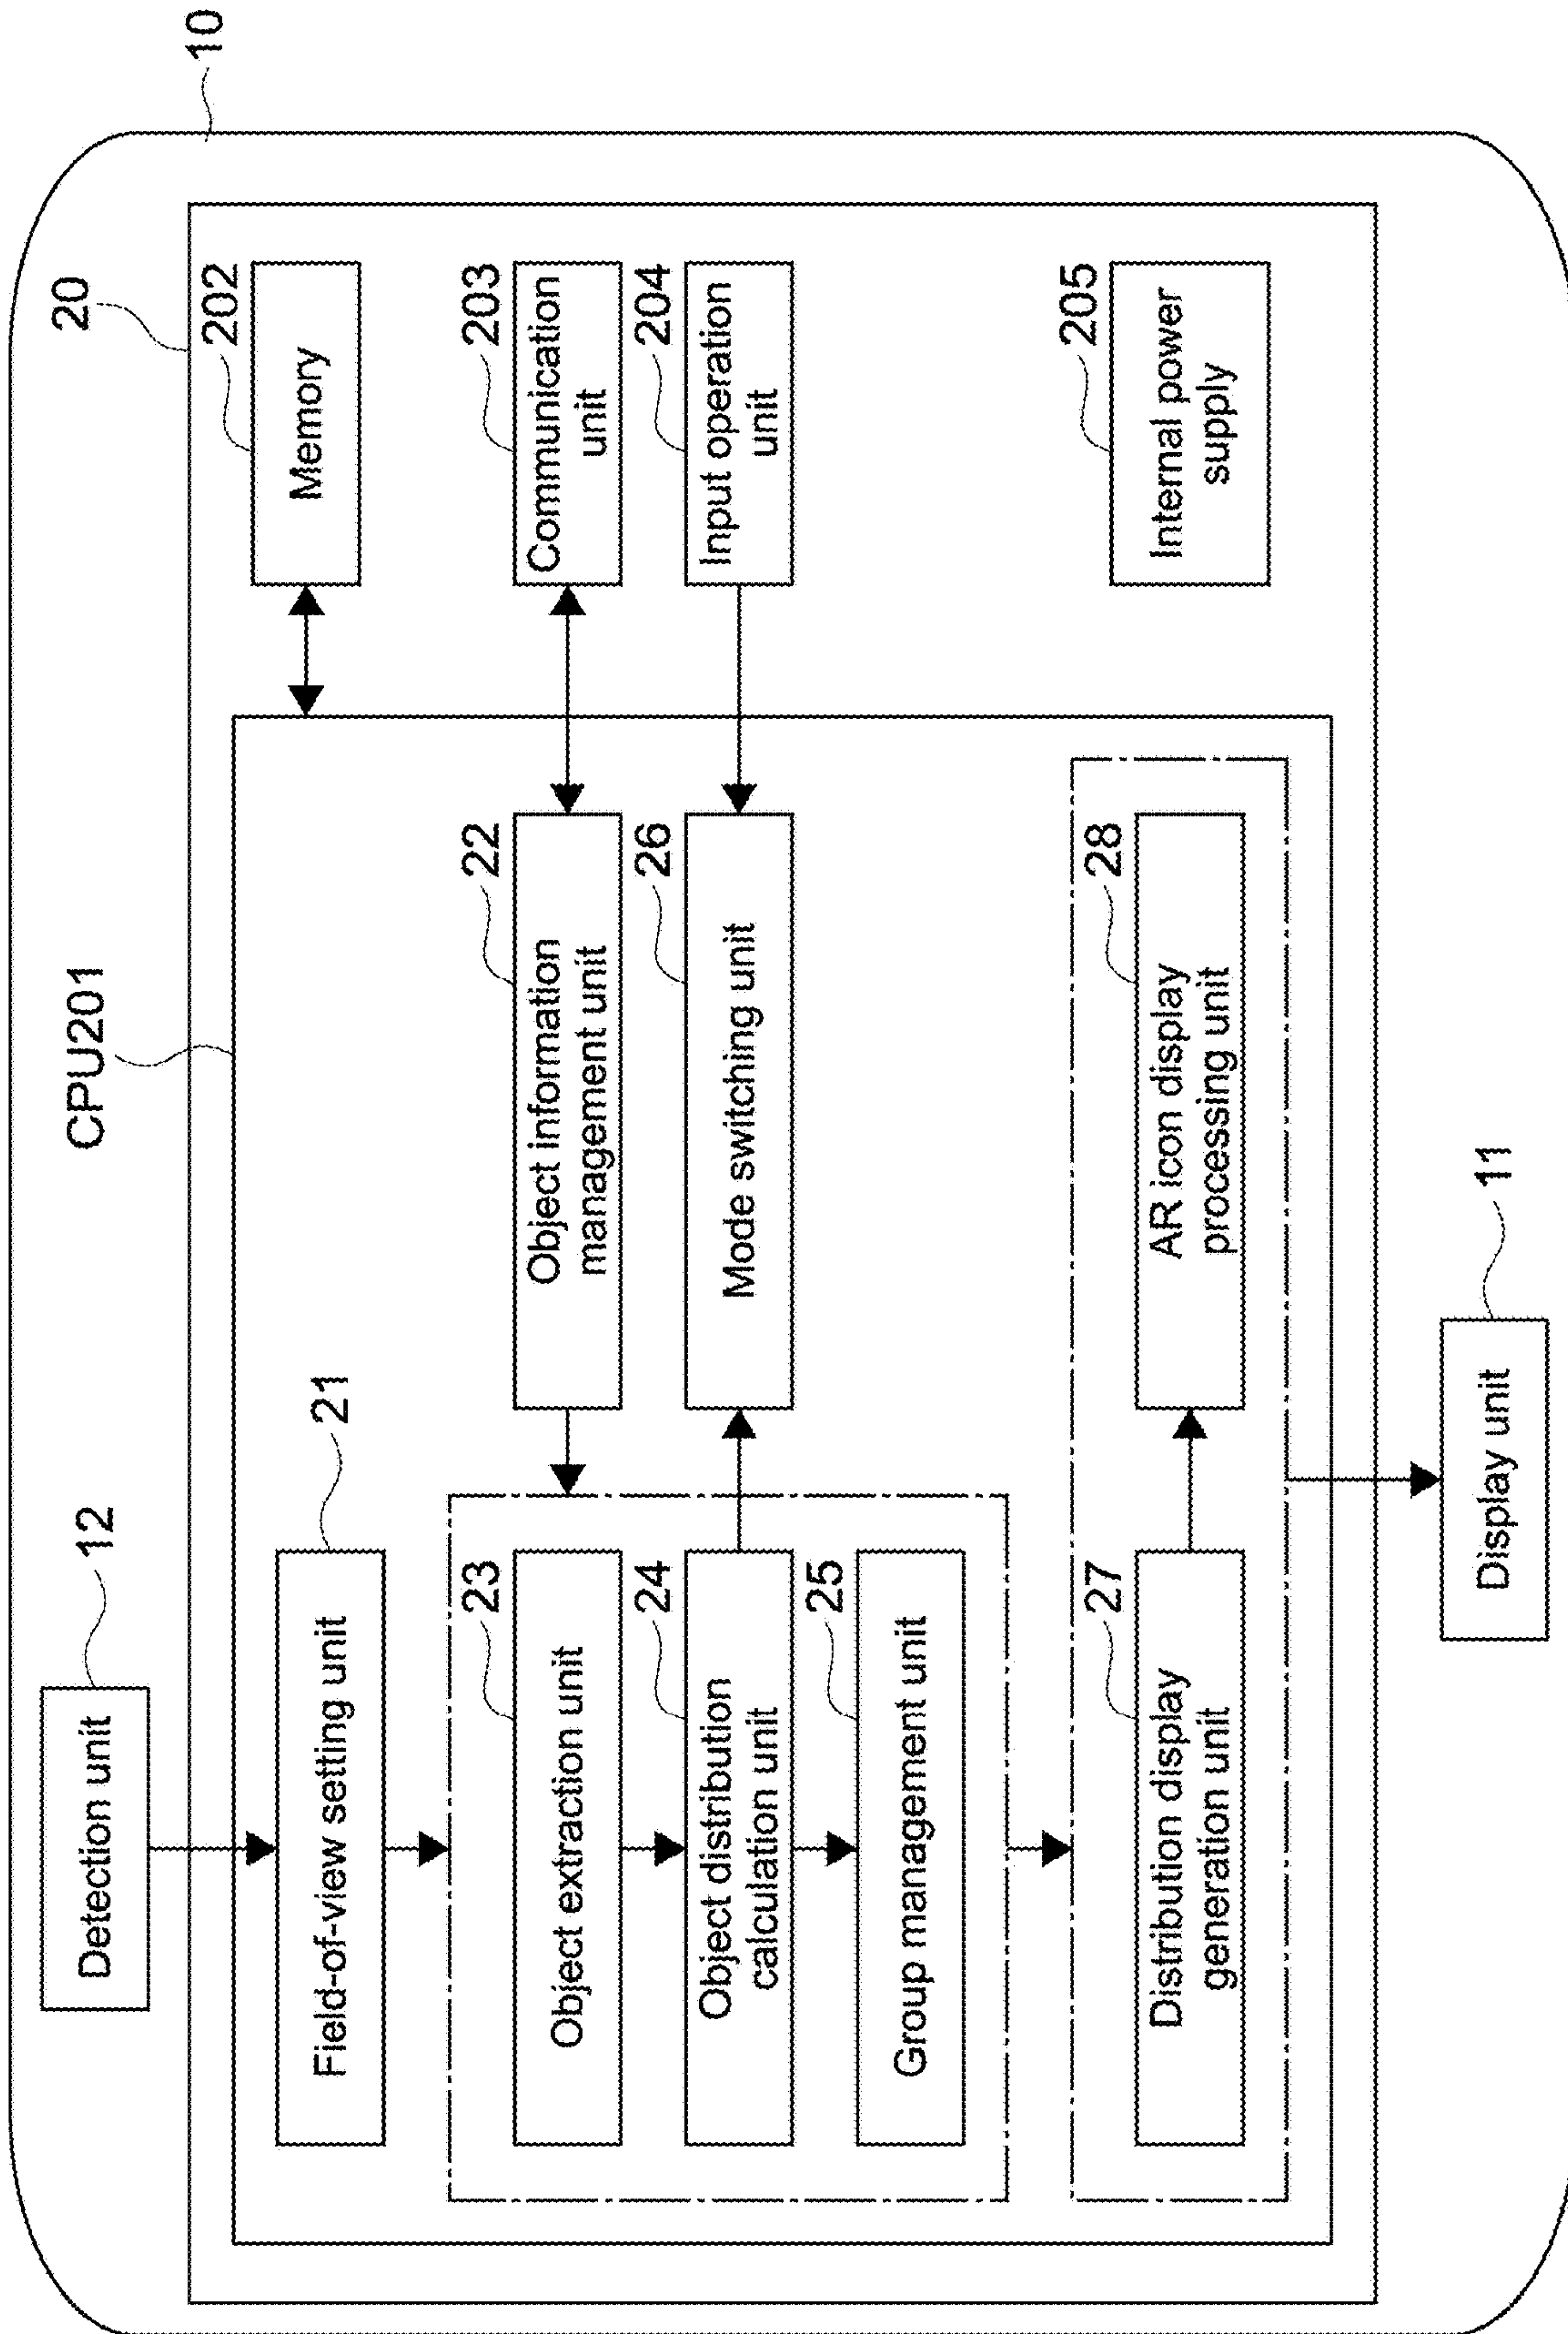 10
20
CPU201
12
Detection unit
21
Field-of-view setting unit
202
Memory
23
Object extraction unit
22
Object information
management unit
203
Communication
unit
24
Object distribution
calculation unit
26
Mode switching unit
204
Input operation
unit
25
Group management unit
27
Distribution display
generation unit
28
AR icon display
processing unit
205
Internal power
supply
11
Display unit